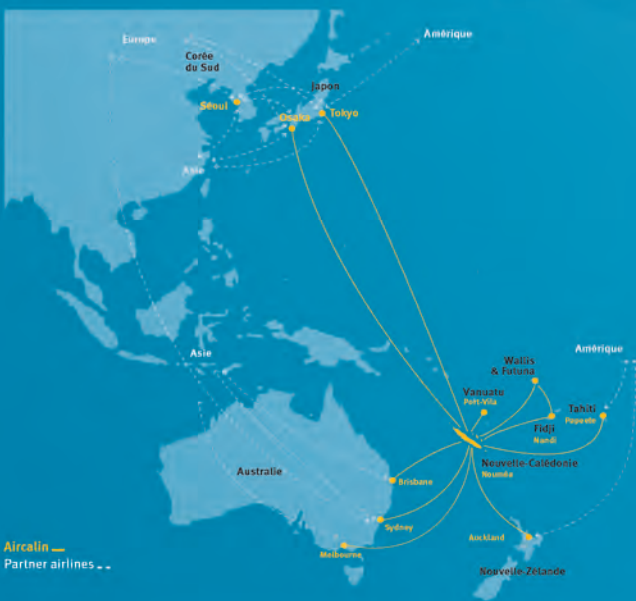 Europe
Amérique
Corée
du Sud
Japon
Séoul
Osaka
Tokyo
Asie
Asie
Amérique
Wallis
& Futuna
Vanuatu
Port-Vila
Tahiti
Papeete
Fidji
Nandi
Nouvelle-Calédonie
Nouméa
Australie
Brisbane
Sydney
Auckland
Melbourne
Nouvelle-Zélande
Aircalin
Partner airlines